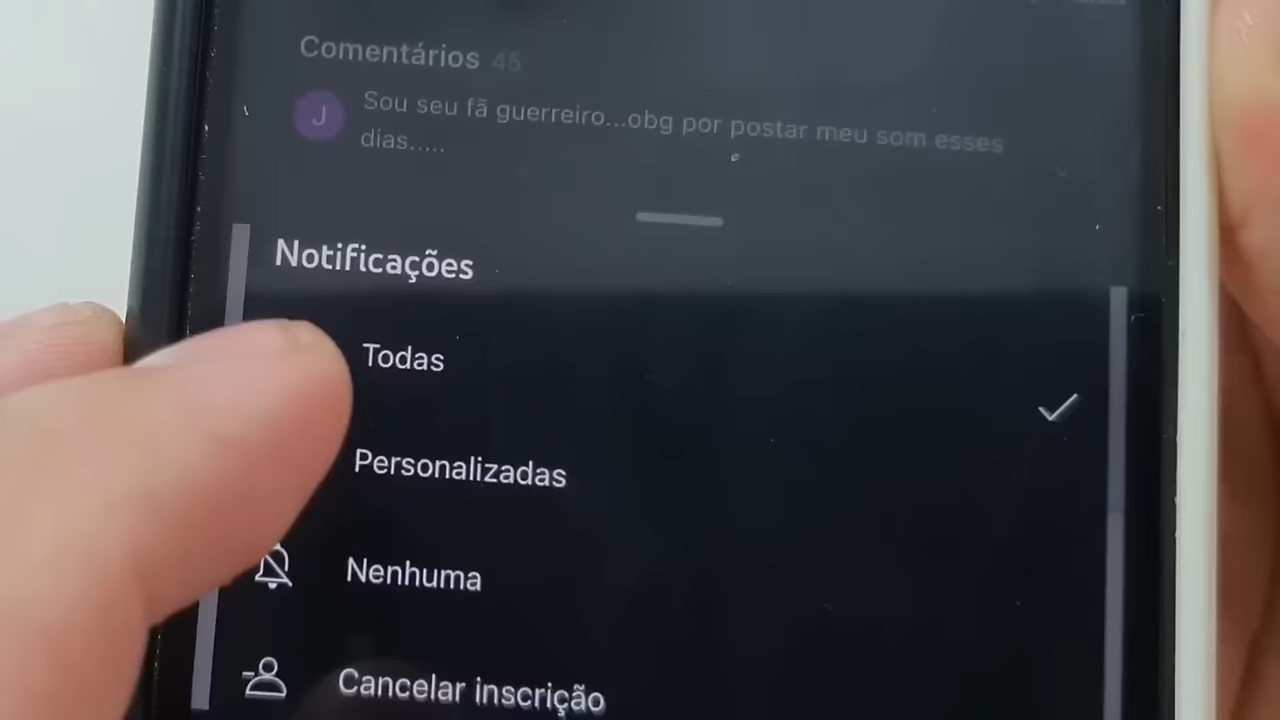 Comentários 45
J
Sou seu fã guerreiro...obg por postar meu som esses
dias.....
Notificações
Todas
Personalizadas
Nenhuma
Cancelar inscrição